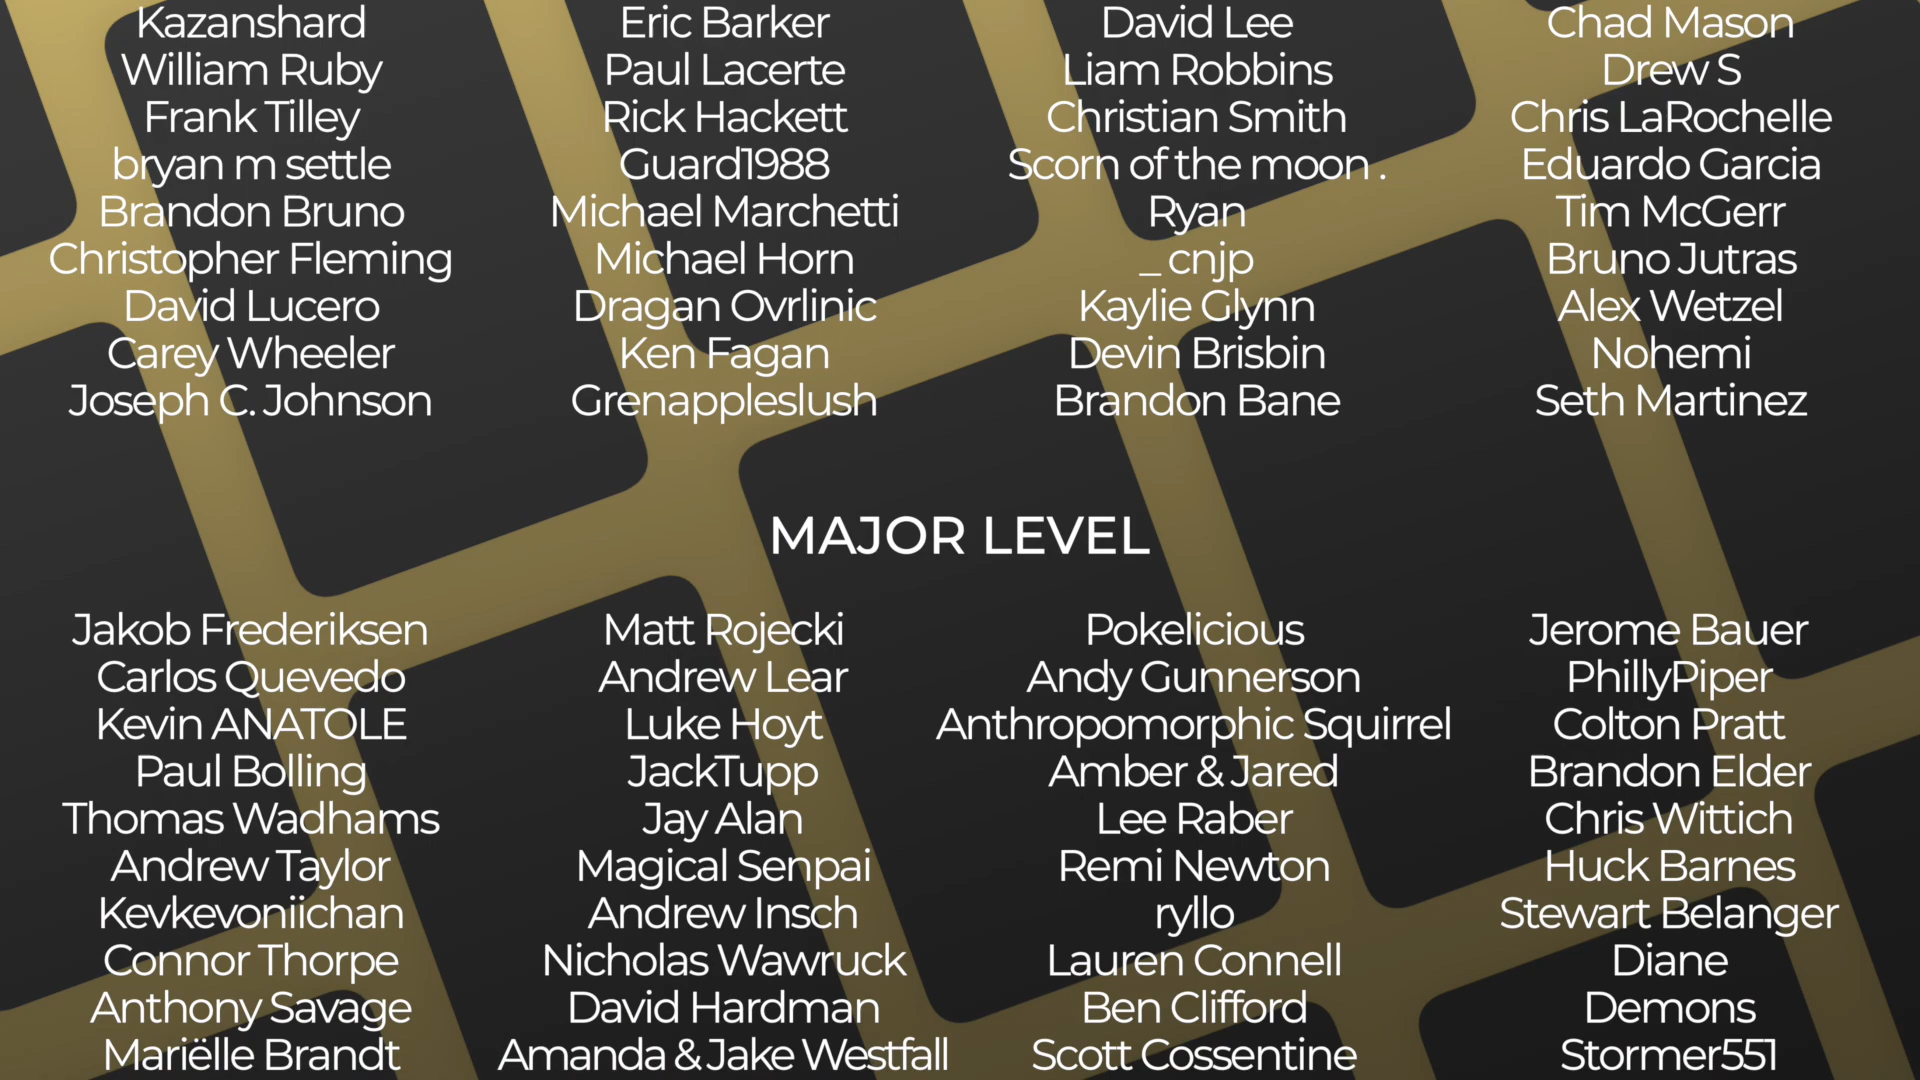 Kazanshard Eric Barker David Lee Chad Mason
William Ruby Paul Lacerte Liam Robbins Drew S
Frank Tilley Rick Hackett Christian Smith Chris LaRochelle
bryan m settle Guard1988 Scorn of the moon . Eduardo Garcia
Brandon Bruno Michael Marchetti Ryan Tim McGerr
Christopher Fleming Michael Horn _ cnjp Bruno Jutras
David Lucero Dragan Ovrlinic Kaylie Glynn Alex Wetzel
Carey Wheeler Ken Fagan Devin Brisbin Nohemi
Joseph C. Johnson Grenappleslush Brandon Bane Seth Martinez
MAJOR LEVEL
Jakob Frederiksen Matt Rojecki Pokelicious Jerome Bauer
Carlos Quevedo Andrew Lear Andy Gunnerson PhillyPiper
Kevin ANATOLE Luke Hoyt Anthropomorphic Squirrel Colton Pratt
Paul Bolling JackTupp Amber & Jared Brandon Elder
Thomas Wadhams Jay Alan Lee Raber Chris Wittich
Andrew Taylor Magical Senpai Remi Newton Huck Barnes
Kevkevoniichan Andrew Insch ryllo Stewart Belanger
Connor Thorpe Nicholas Wawruck Lauren Connell Diane
Anthony Savage David Hardman Ben Clifford Demons
Mariëlle Brandt Amanda & Jake Westfall Scott Cossentine Stormer551